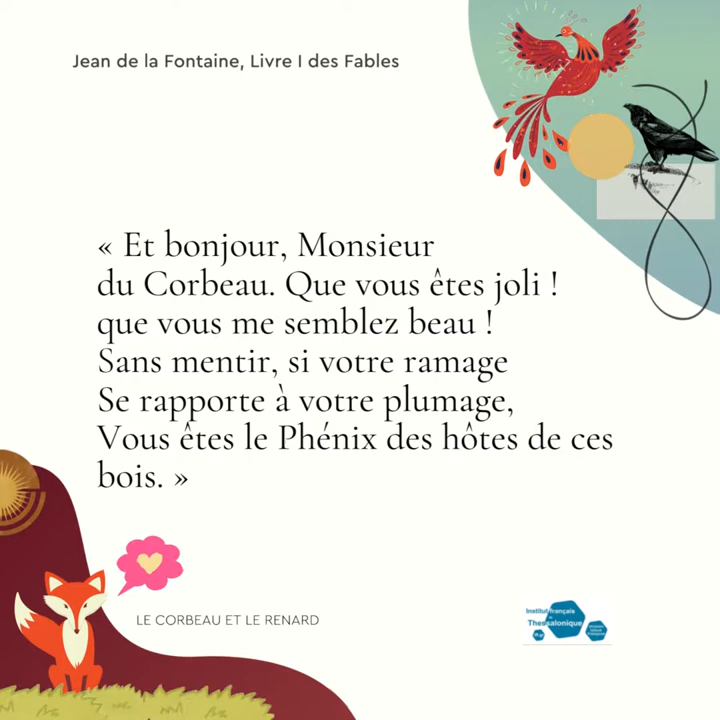 Jean de la Fontaine, Livre I des Fables
« Et bonjour, Monsieur
du Corbeau. Que vous êtes joli !
que vous me semblez beau !
Sans mentir, si votre ramage
Se rapporte à votre plumage,
Vous êtes le Phénix des hôtes de ces
bois. »
LE CORBEAU ET LE RENARD
Institut français
Thessalonique